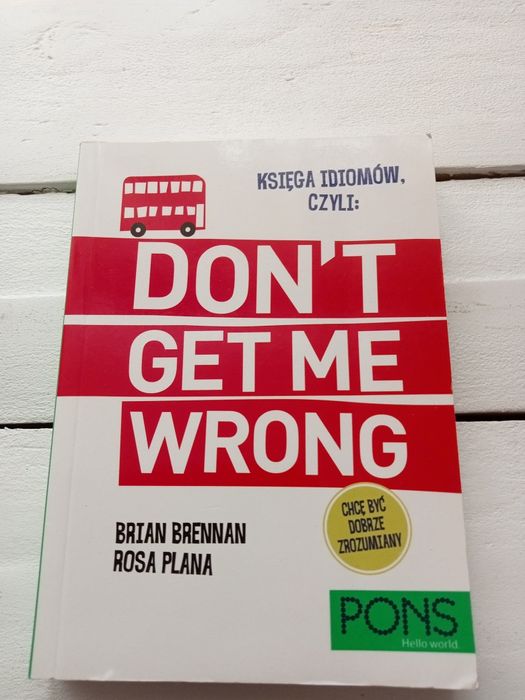 KSIĘGA IDIOMÓW,
CZYLI:
DON'T
GET ME
WRONG
BRIAN BRENNAN
ROSA PLANA
CHCĘ BYĆ
DOBRZE
ZROZUMIANY
PONS
Hello world